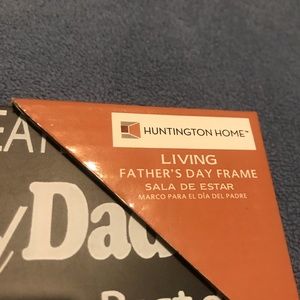 HUNTINGTON HOME™
LIVING
FATHER'S DAY FRAME
SALA DE ESTAR
MARCO PARA EL DÍA DEL PADRE
Dad